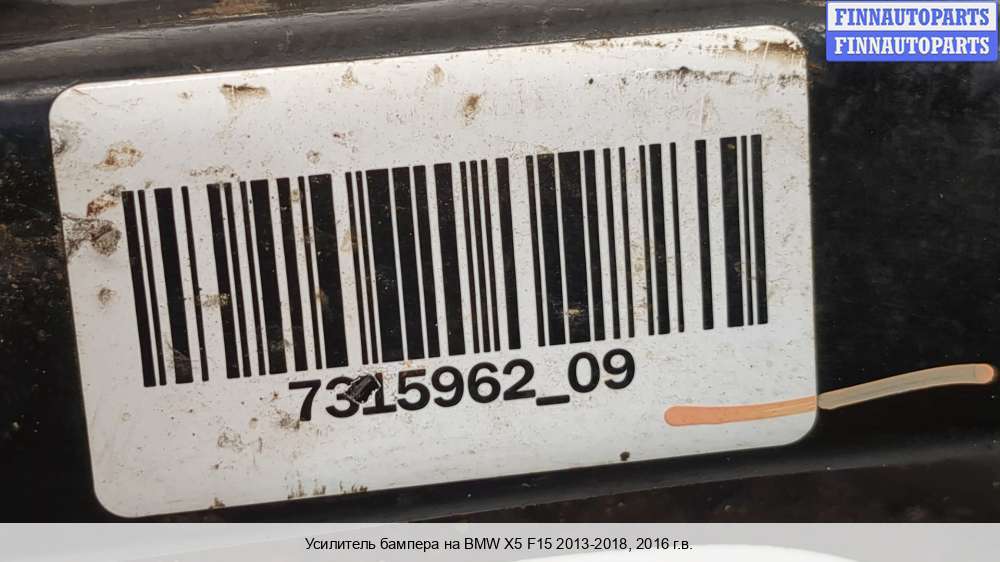 FINNAUTOPARTS
FINNAUTOPARTS
7315962_09
Усилитель бампера на BMW X5 F15 2013-2018, 2016 г.в.